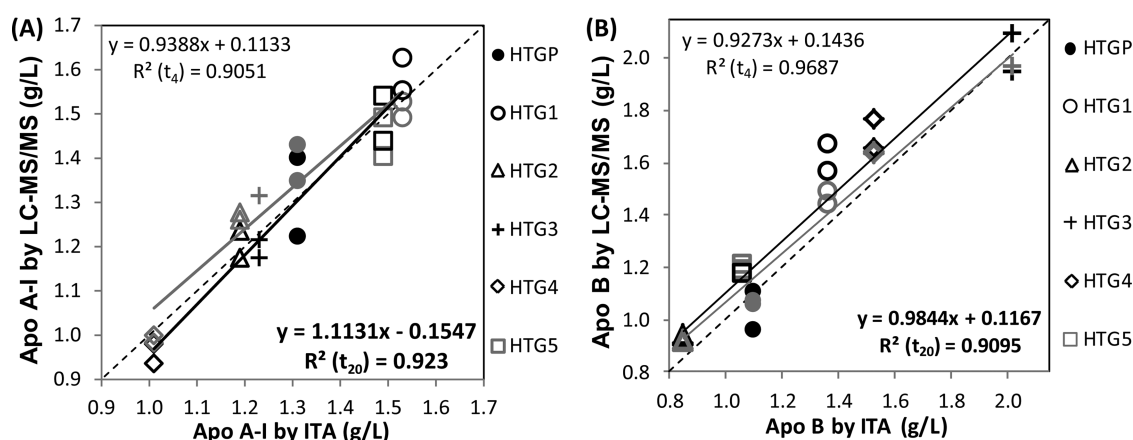 (A)
Apo A-I by LC-MS/MS (g/L)
1.7
1.6
1.5
1.4
1.3
1.2
1.1
1.0
0.9
y = 0.9388x + 0.1133
R² (t4) = 0.9051
y = 1.1131x - 0.1547
R² (t20) = 0.923
0.9 1.0 1.1 1.2 1.3 1.4 1.5 1.6 1.7
Apo A-I by ITA (g/L)
HTGP
HTG1
HTG2
HTG3
HTG4
HTG5
(B)
Apo B by LC-MS/MS (g/L)
2.0
1.8
1.6
1.4
1.2
1.0
0.8
y = 0.9273x + 0.1436
R² (t4) = 0.9687
y = 0.9844x + 0.1167
R² (t20) = 0.9095
0.8 1.0 1.2 1.4 1.6 1.8 2.0
Apo B by ITA (g/L)
HTGP
HTG1
HTG2
HTG3
HTG4
HTG5